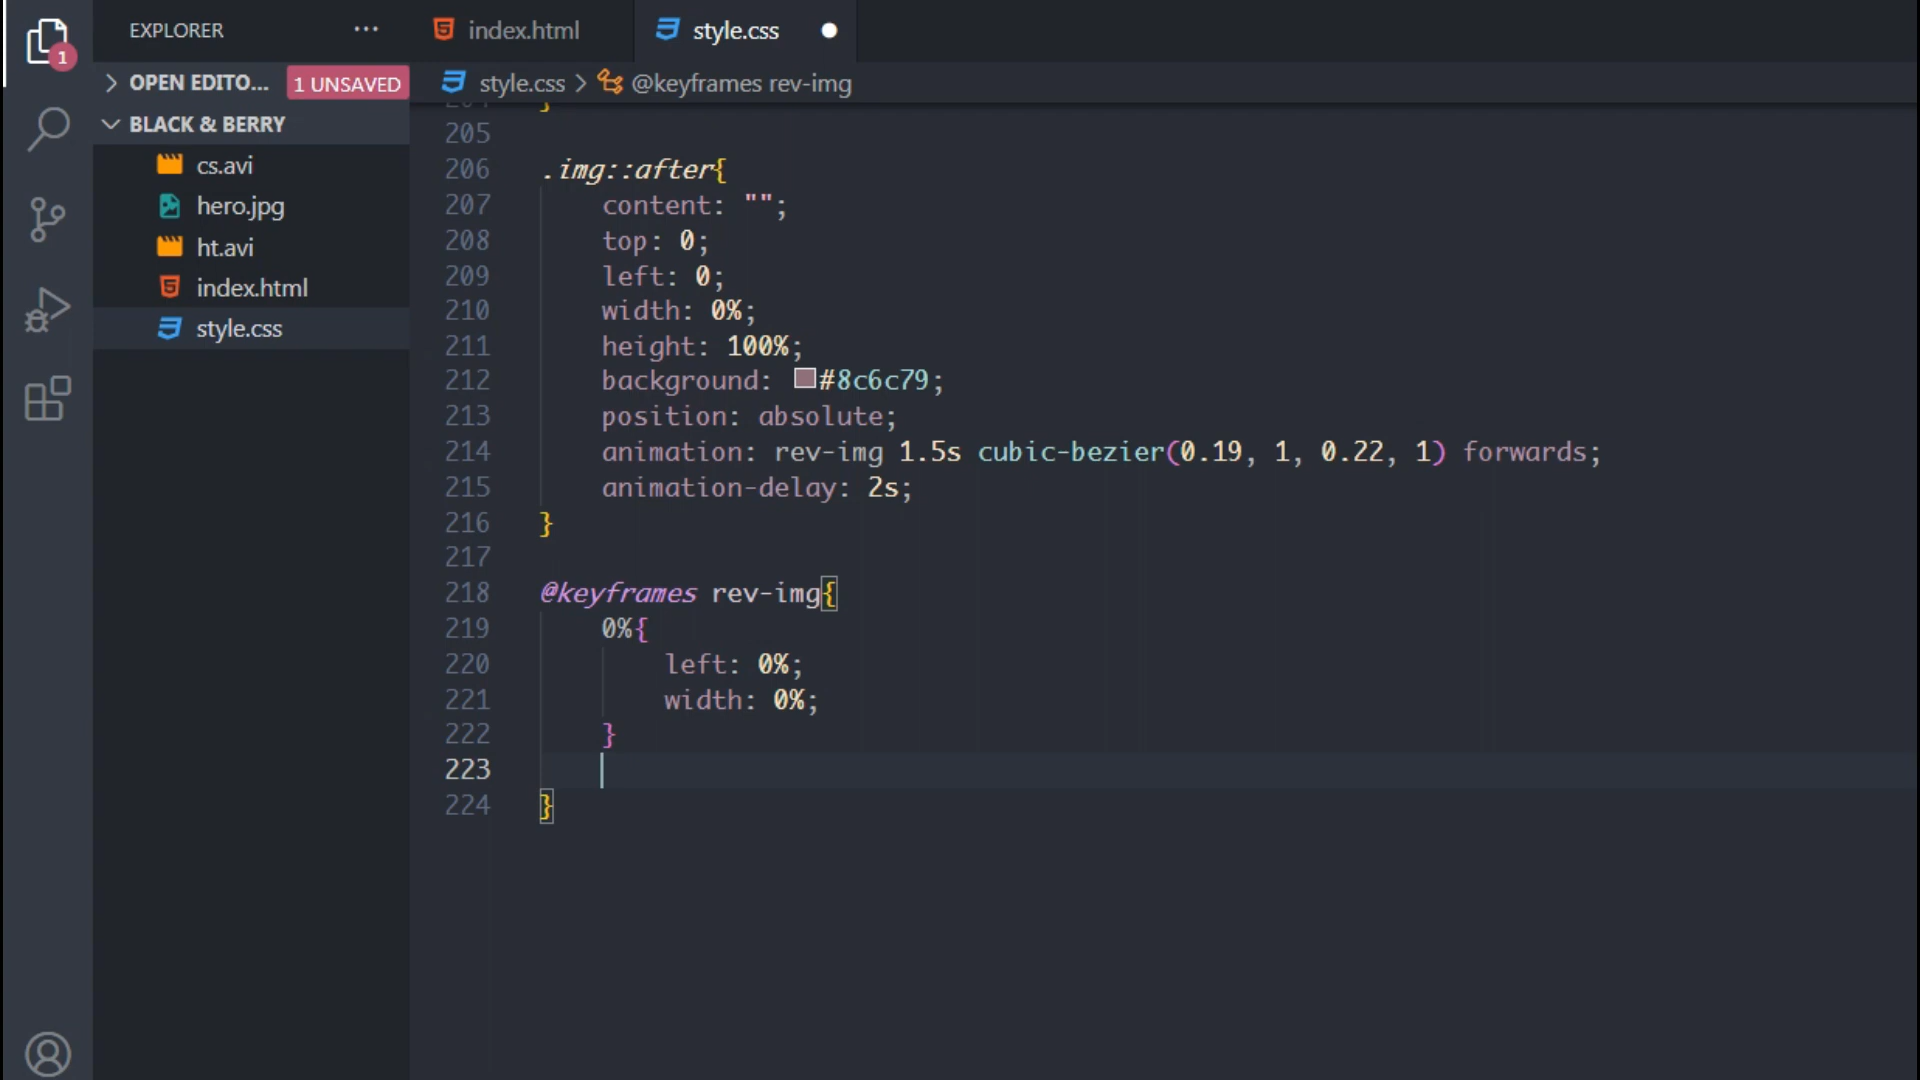 EXPLORER
···
index.html
style.css
1
OPEN EDITO...
1 UNSAVED
style.css > @keyframes rev-img
BLACK & BERRY
cs.avi
hero.jpg
ht.avi
index.html
style.css
204 }
205
206 .img::after{
207 content: "";
208 top: 0;
209 left: 0;
210 width: 0%;
211 height: 100%;
212 background: #8c6c79;
213 position: absolute;
214 animation: rev-img 1.5s cubic-bezier(0.19, 1, 0.22, 1) forwards;
215 animation-delay: 2s;
216 }
217
218 @keyframes rev-img{
219 0%{
220 left: 0%;
221 width: 0%;
222 }
223
224 }